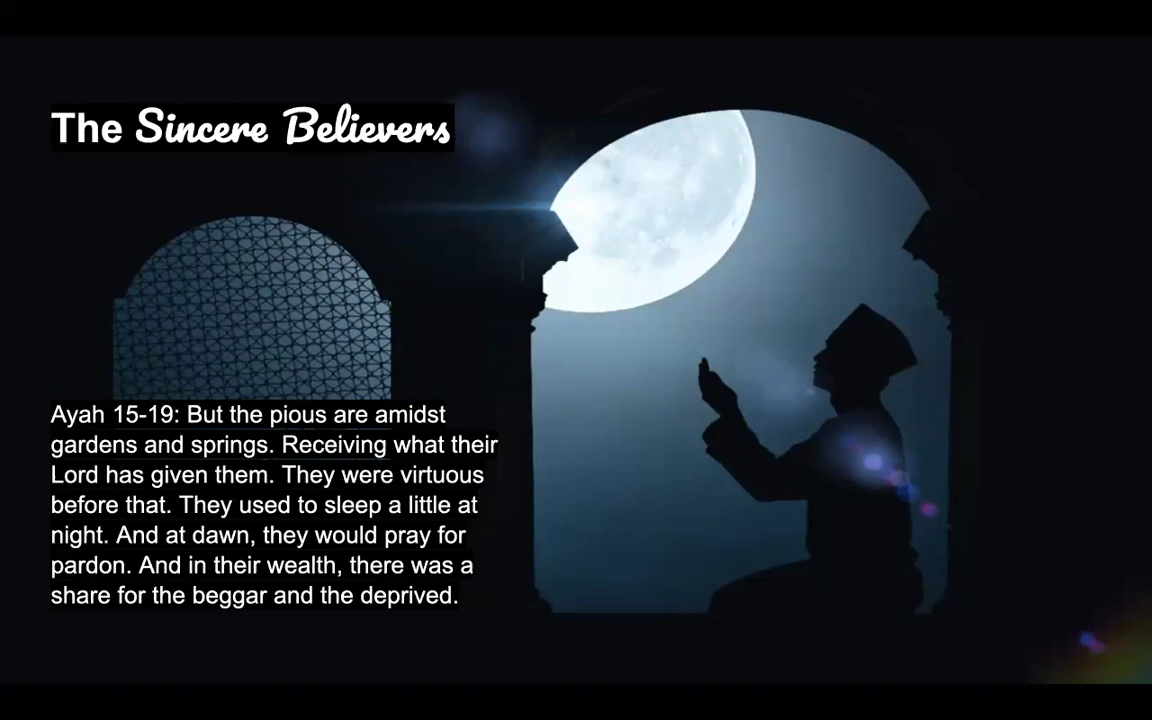 The Sincere Believers
Ayah 15-19: But the pious are amidst
gardens and springs. Receiving what their
Lord has given them. They were virtuous
before that. They used to sleep a little at
night. And at dawn, they would pray for
pardon. And in their wealth, there was a
share for the beggar and the deprived.